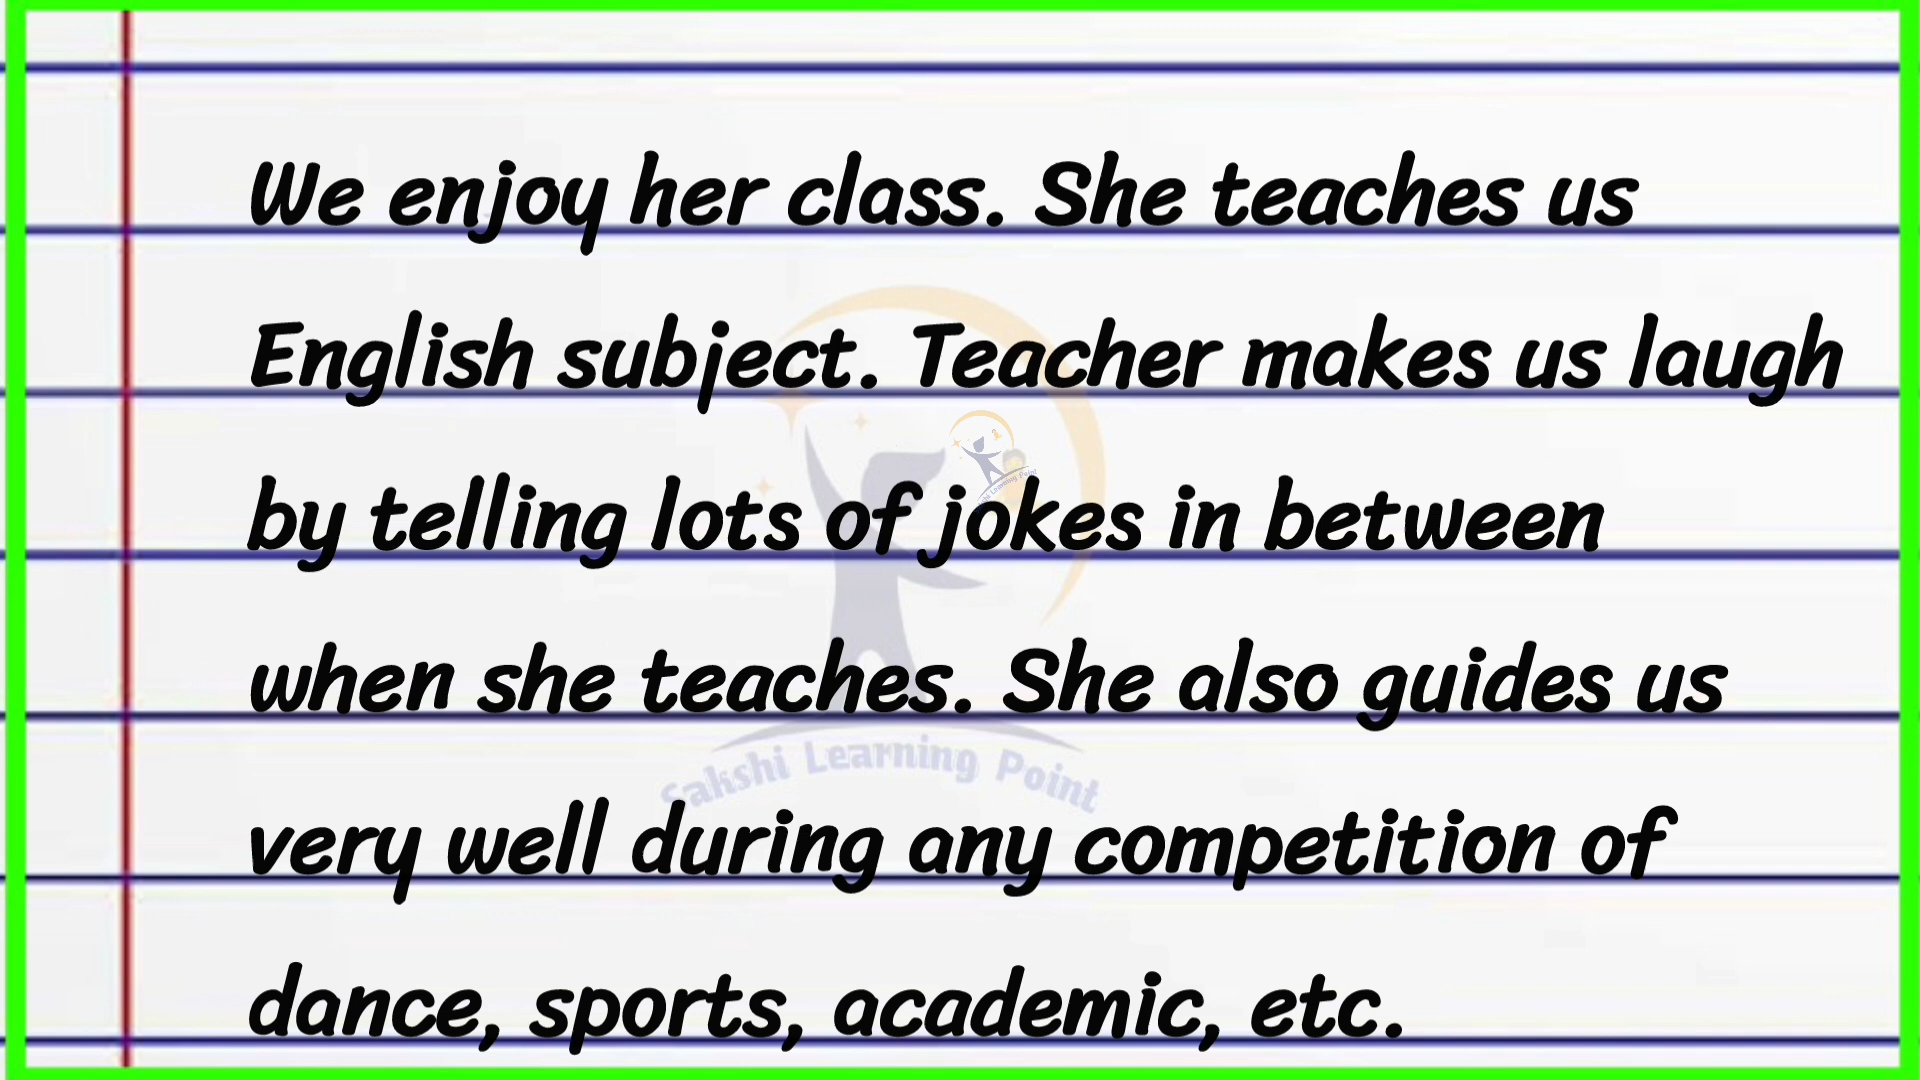 We enjoy her class. She teaches us
English subject. Teacher makes us laugh
by telling lots of jokes in between
when she teaches. She also guides us
Sakshi Learning Point
very well during any competition of
dance, sports, academic, etc.